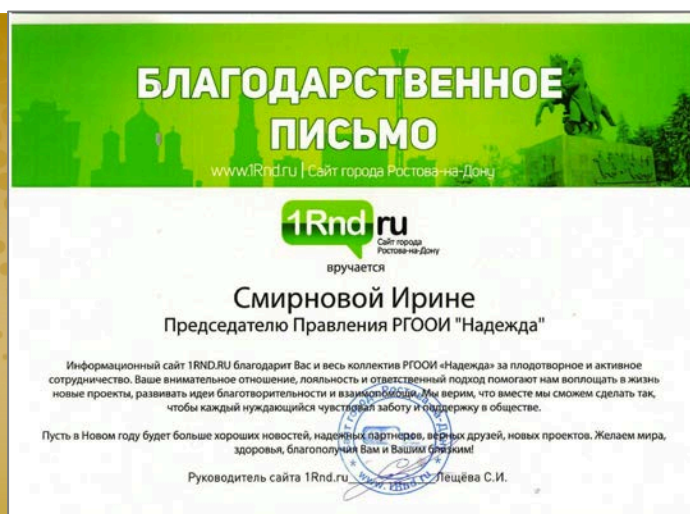 БЛАГОДАРСТВЕННОЕ
ПИСЬМО
www.1Rnd.ru | Сайт города Ростова-на-Дону
1Rnd ru
Сайт города
Ростова-на-Дону
вручается
Смирновой Ирине
Председателю Правления РГООИ "Надежда"
Информационный сайт 1RND.RU благодарит Вас и весь коллектив РГООИ «Надежда» за плодотворное и активное
сотрудничество. Ваше внимательное отношение, лояльность и ответственный подход помогают нам воплощать в жизнь
новые проекты, развивать идеи благотворительности и взаимопомощи. Мы верим, что вместе мы сможем сделать так,
чтобы каждый нуждающийся чувствовал заботу и поддержку в обществе.
Пусть в Новом году будет больше хороших новостей, надежных партнеров, верных друзей, новых проектов. Желаем мира,
здоровья, благополучия Вам и Вашим близким!
Руководитель сайта 1Rnd.ru Лещёва С.И.
www.1Rnd.ru